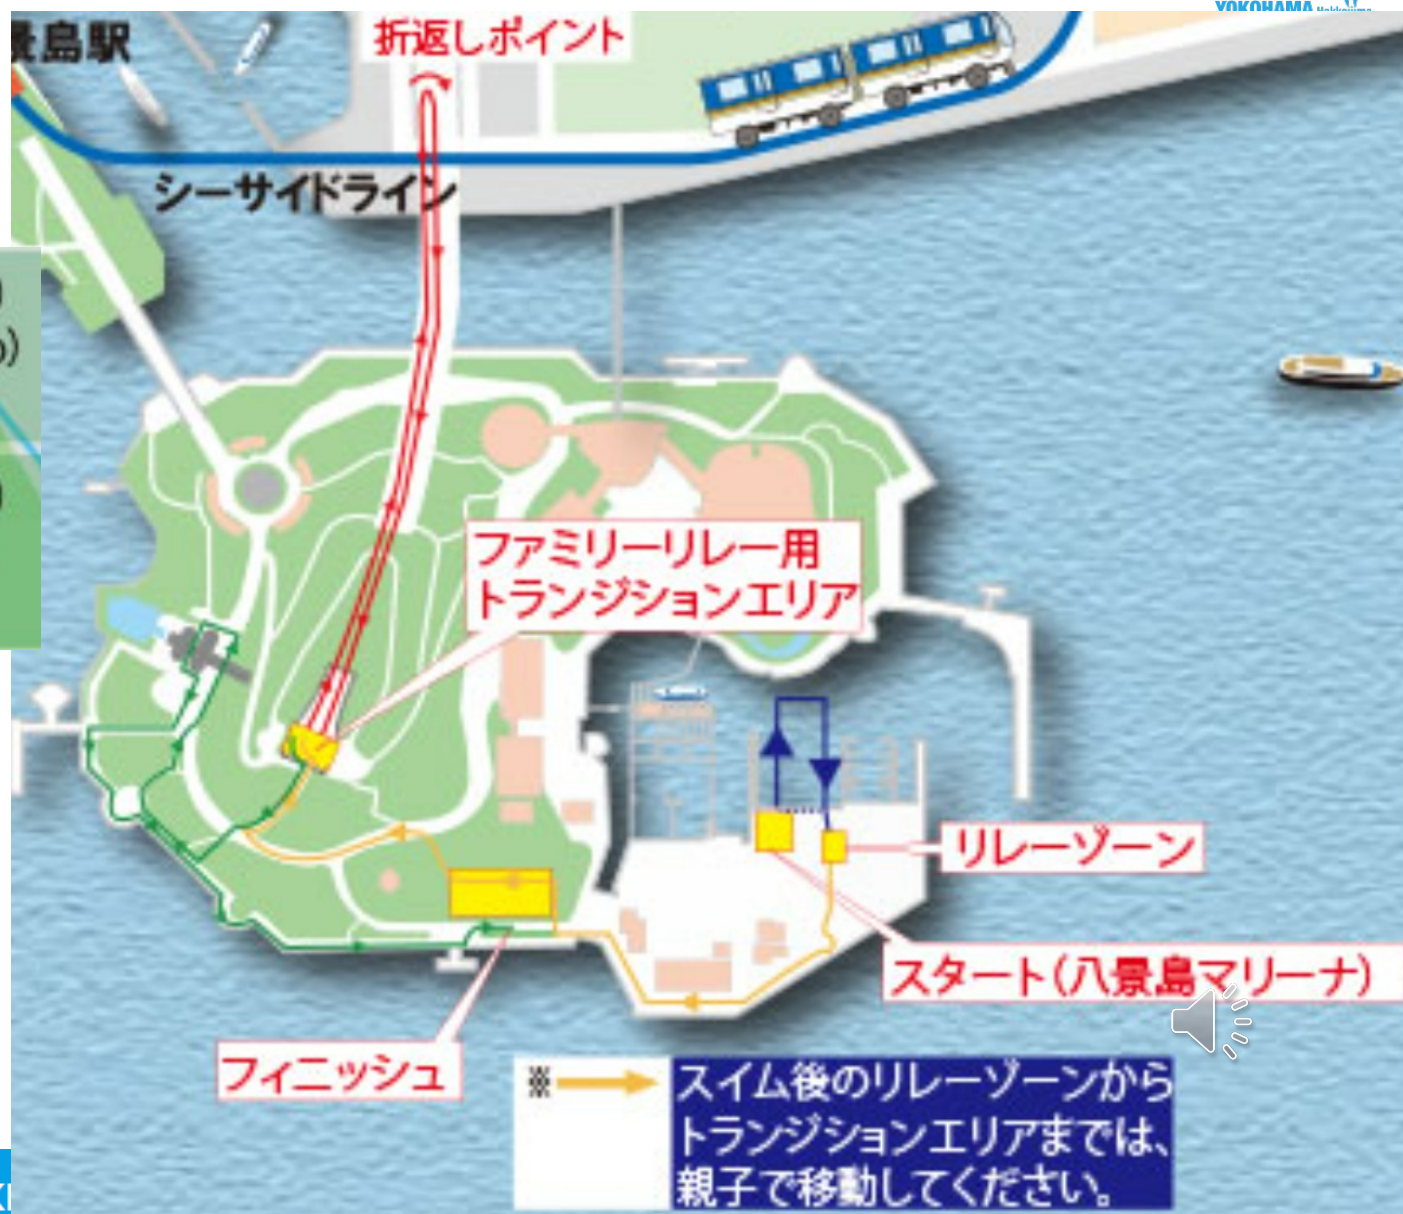 YOKOHAMA Hakkeijima
景島駅
折返しポイント
シーサイドライン
ファミリーリレー用
トランジションエリア
リレーゾーン
スタート(八景島マリーナ)
フィニッシュ
※
スイム後のリレーゾーンから
トランジションエリアまでは、
親子で移動してください。